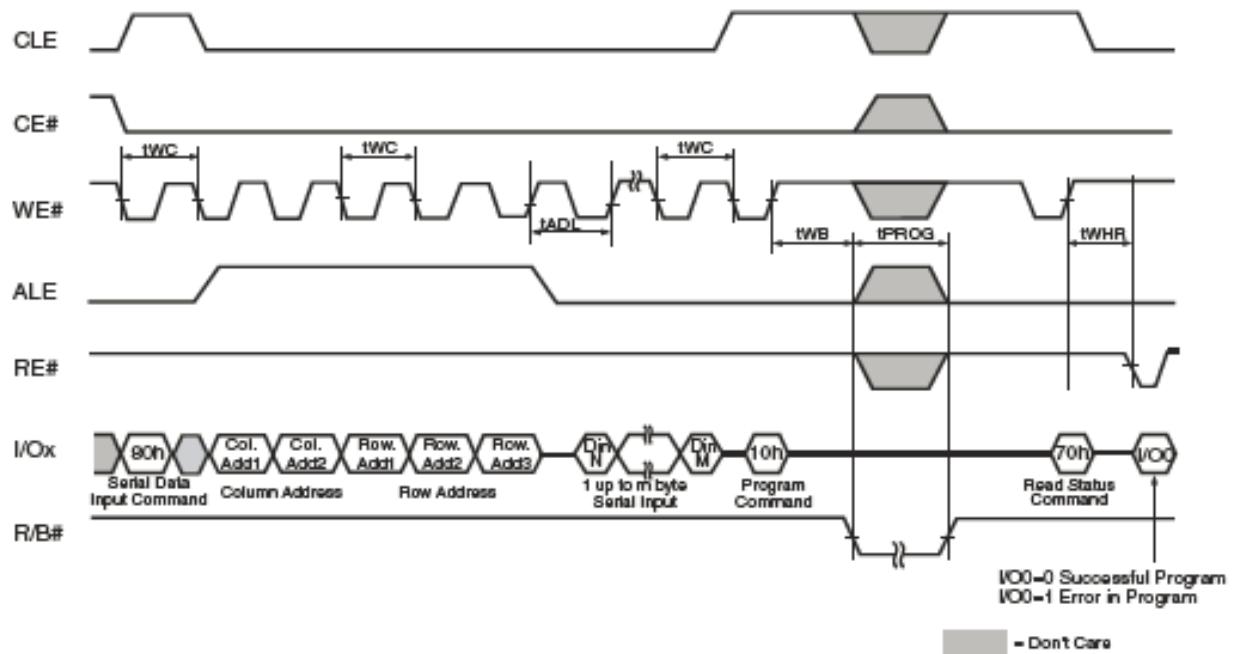 CLE
CE#
tWC tWC tWC
WE#
tADL
tWB tPROG tWHR
ALE
RE#
I/Ox
80h
Col. Add1
Col. Add2
Row. Add1
Row. Add2
Row. Add3
Din N
Din M
10h
70h
I/O0
Serial Data
Input Command
Column Address
Row Address
1 up to m byte
Serial Input
Program
Command
Read Status
Command
R/B#
I/O0=0 Successful Program
I/O0=1 Error in Program
= Don't Care